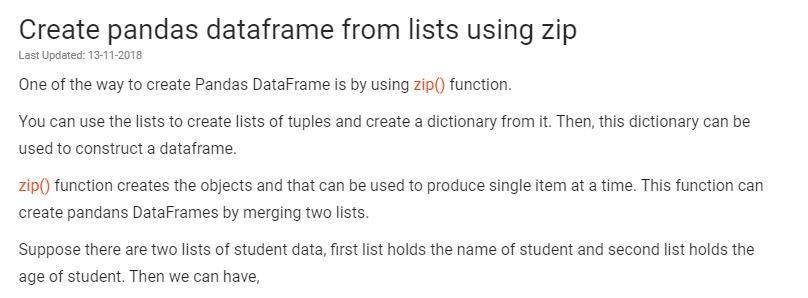 Create pandas dataframe from lists using zip
Last Updated: 13-11-2018
One of the way to create Pandas DataFrame is by using zip() function.
You can use the lists to create lists of tuples and create a dictionary from it. Then, this dictionary can be
used to construct a dataframe.
zip() function creates the objects and that can be used to produce single item at a time. This function can
create pandans DataFrames by merging two lists.
Suppose there are two lists of student data, first list holds the name of student and second list holds the
age of student. Then we can have,